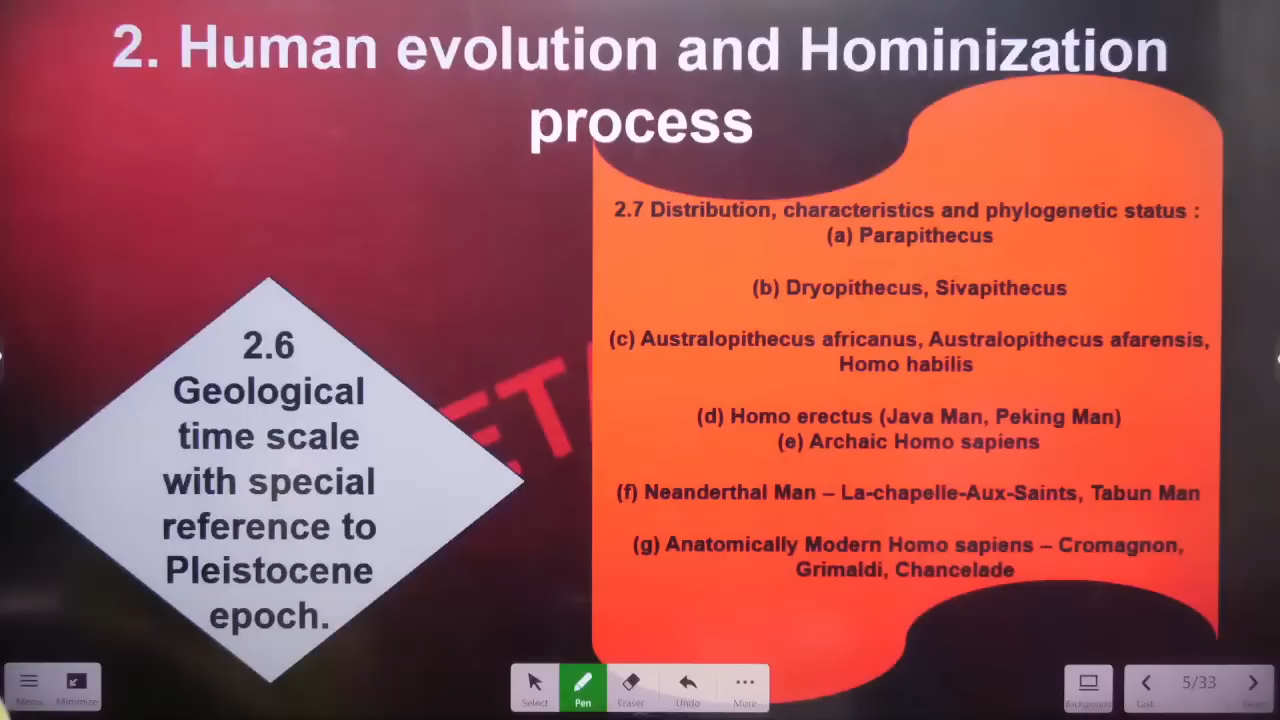 2. Human evolution and Hominization
process
2.6
Geological
time scale
with special
reference to
Pleistocene
epoch.
2.7 Distribution, characteristics and phylogenetic status :
(a) Parapithecus
(b) Dryopithecus, Sivapithecus
(c) Australopithecus africanus, Australopithecus afarensis,
Homo habilis
(d) Homo erectus (Java Man, Peking Man)
(e) Archaic Homo sapiens
(f) Neanderthal Man – La-chapelle-Aux-Saints, Tabun Man
(g) Anatomically Modern Homo sapiens – Cromagnon,
Grimaldi, Chancelade
Menu Minimize
Select Pen Eraser Undo More
Background
5/33